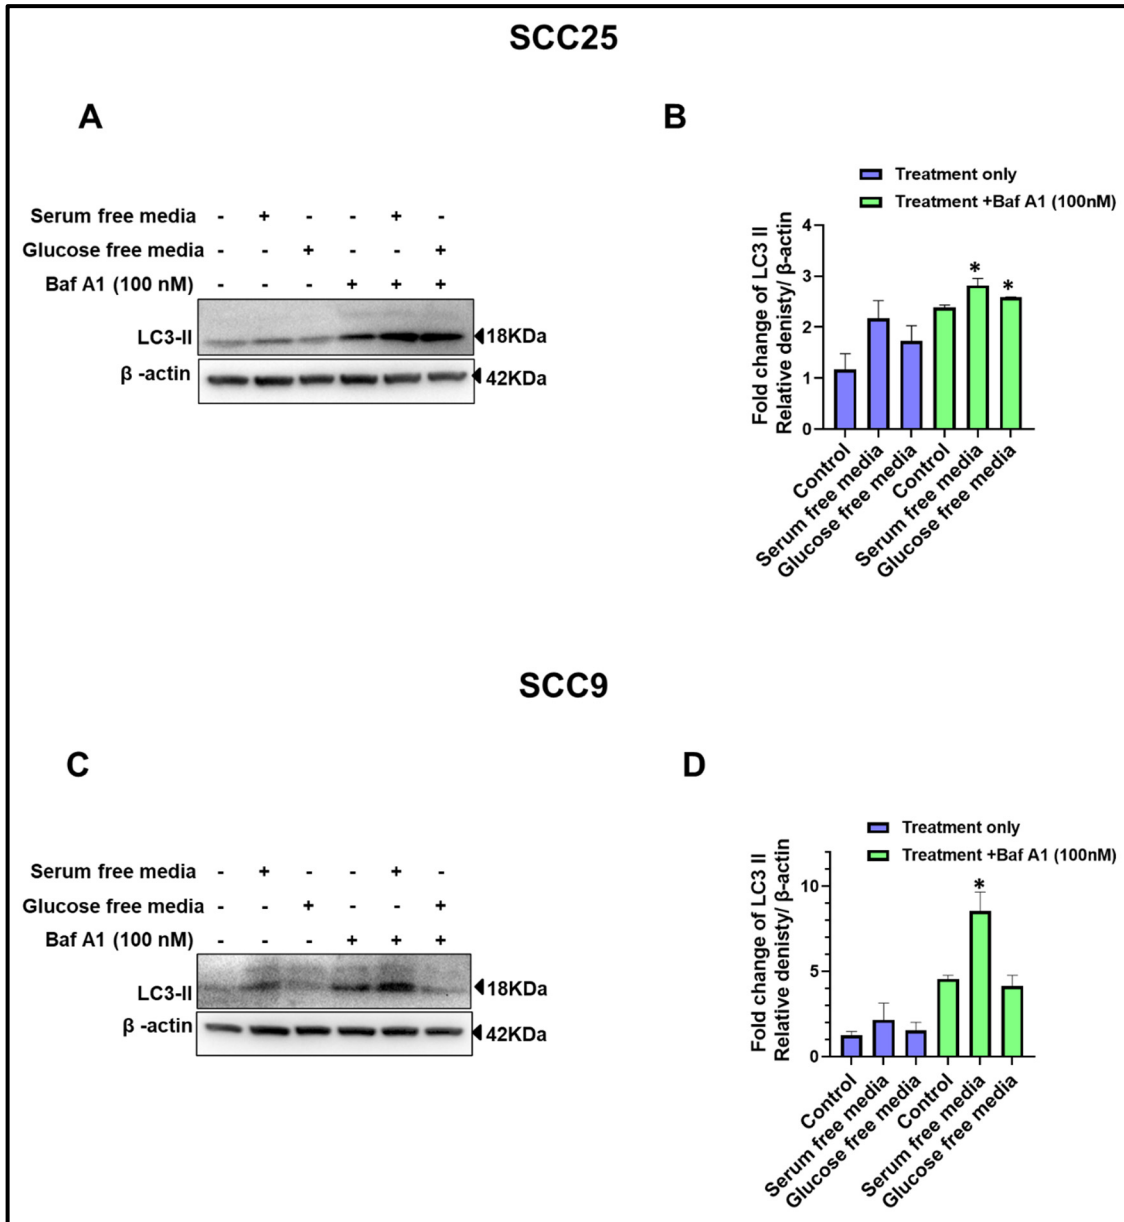 SCC25
A
Serum free media - + - - + -
Glucose free media - - + - - +
Baf A1 (100 nM) - - - + + +
LC3-II 18KDa
β -actin 42KDa
B
Treatment only
Treatment +Baf A1 (100nM)
Fold change of LC3 II
Relative denisty/ β-actin
4
3
2
1
0
* *
Control
Serum free media
Glucose free media
Control
Serum free media
Glucose free media
SCC9
C
Serum free media - + - - + -
Glucose free media - - + - - +
Baf A1 (100 nM) - - - + + +
LC3-II 18KDa
β -actin 42KDa
D
Treatment only
Treatment +Baf A1 (100nM)
Fold change of LC3 II
Relative denisty/ β-actin
10
5
0
*
Control
Serum free media
Glucose free media
Control
Serum free media
Glucose free media